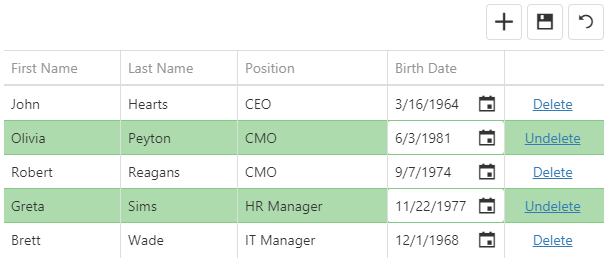 First Name Last Name Position Birth Date
John Hearts CEO 3/16/1964 Delete
Olivia Peyton CMO 6/3/1981 Undelete
Robert Reagans CMO 9/7/1974 Delete
Greta Sims HR Manager 11/22/1977 Undelete
Brett Wade IT Manager 12/1/1968 Delete